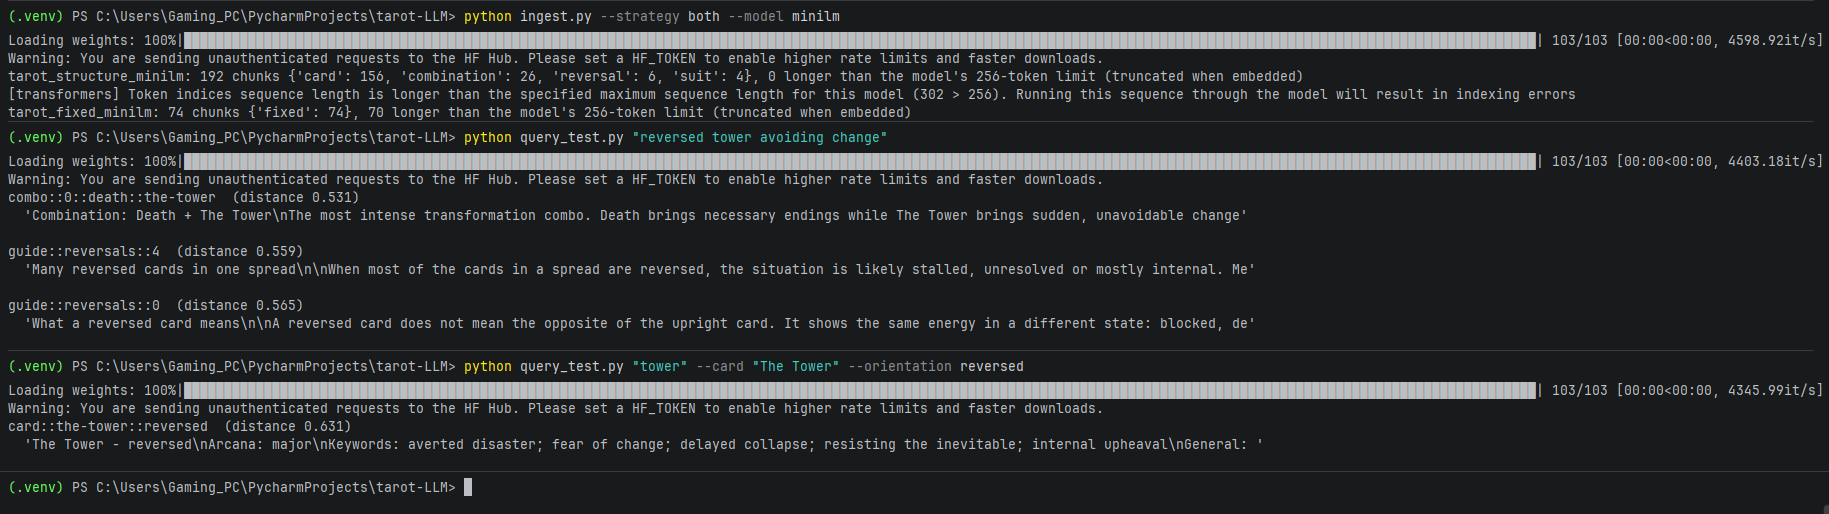 (.venv) PS C:\Users\Gaming_PC\PycharmProjects\tarot-LLM> python ingest.py --strategy both --model minilm
Loading weights: 100%|██████████| 103/103 [00:00<00:00, 4598.92it/s]
Warning: You are sending unauthenticated requests to the HF Hub. Please set a HF_TOKEN to enable higher rate limits and faster downloads.
tarot_structure_minilm: 192 chunks {'card': 156, 'combination': 26, 'reversal': 6, 'suit': 4}, 0 longer than the model's 256-token limit (truncated when embedded)
[transformers] Token indices sequence length is longer than the specified maximum sequence length for this model (302 > 256). Running this sequence through the model will result in indexing errors
tarot_fixed_minilm: 74 chunks {'fixed': 74}, 70 longer than the model's 256-token limit (truncated when embedded)
(.venv) PS C:\Users\Gaming_PC\PycharmProjects\tarot-LLM> python query_test.py "reversed tower avoiding change"
Loading weights: 100%|██████████| 103/103 [00:00<00:00, 4403.18it/s]
Warning: You are sending unauthenticated requests to the HF Hub. Please set a HF_TOKEN to enable higher rate limits and faster downloads.
combo::0::death::the-tower  (distance 0.531)
  'Combination: Death + The Tower\nThe most intense transformation combo. Death brings necessary endings while The Tower brings sudden, unavoidable change'
guide::reversals::4  (distance 0.559)
  'Many reversed cards in one spread\n\nWhen most of the cards in a spread are reversed, the situation is likely stalled, unresolved or mostly internal. Me'
guide::reversals::0  (distance 0.565)
  'What a reversed card means\n\nA reversed card does not mean the opposite of the upright card. It shows the same energy in a different state: blocked, de'
(.venv) PS C:\Users\Gaming_PC\PycharmProjects\tarot-LLM> python query_test.py "tower" --card "The Tower" --orientation reversed
Loading weights: 100%|██████████| 103/103 [00:00<00:00, 4345.99it/s]
Warning: You are sending unauthenticated requests to the HF Hub. Please set a HF_TOKEN to enable higher rate limits and faster downloads.
card::the-tower::reversed  (distance 0.631)
  'The Tower - reversed\nArcana: major\nKeywords: averted disaster; fear of change; delayed collapse; resisting the inevitable; internal upheaval\nGeneral: '
(.venv) PS C:\Users\Gaming_PC\PycharmProjects\tarot-LLM>